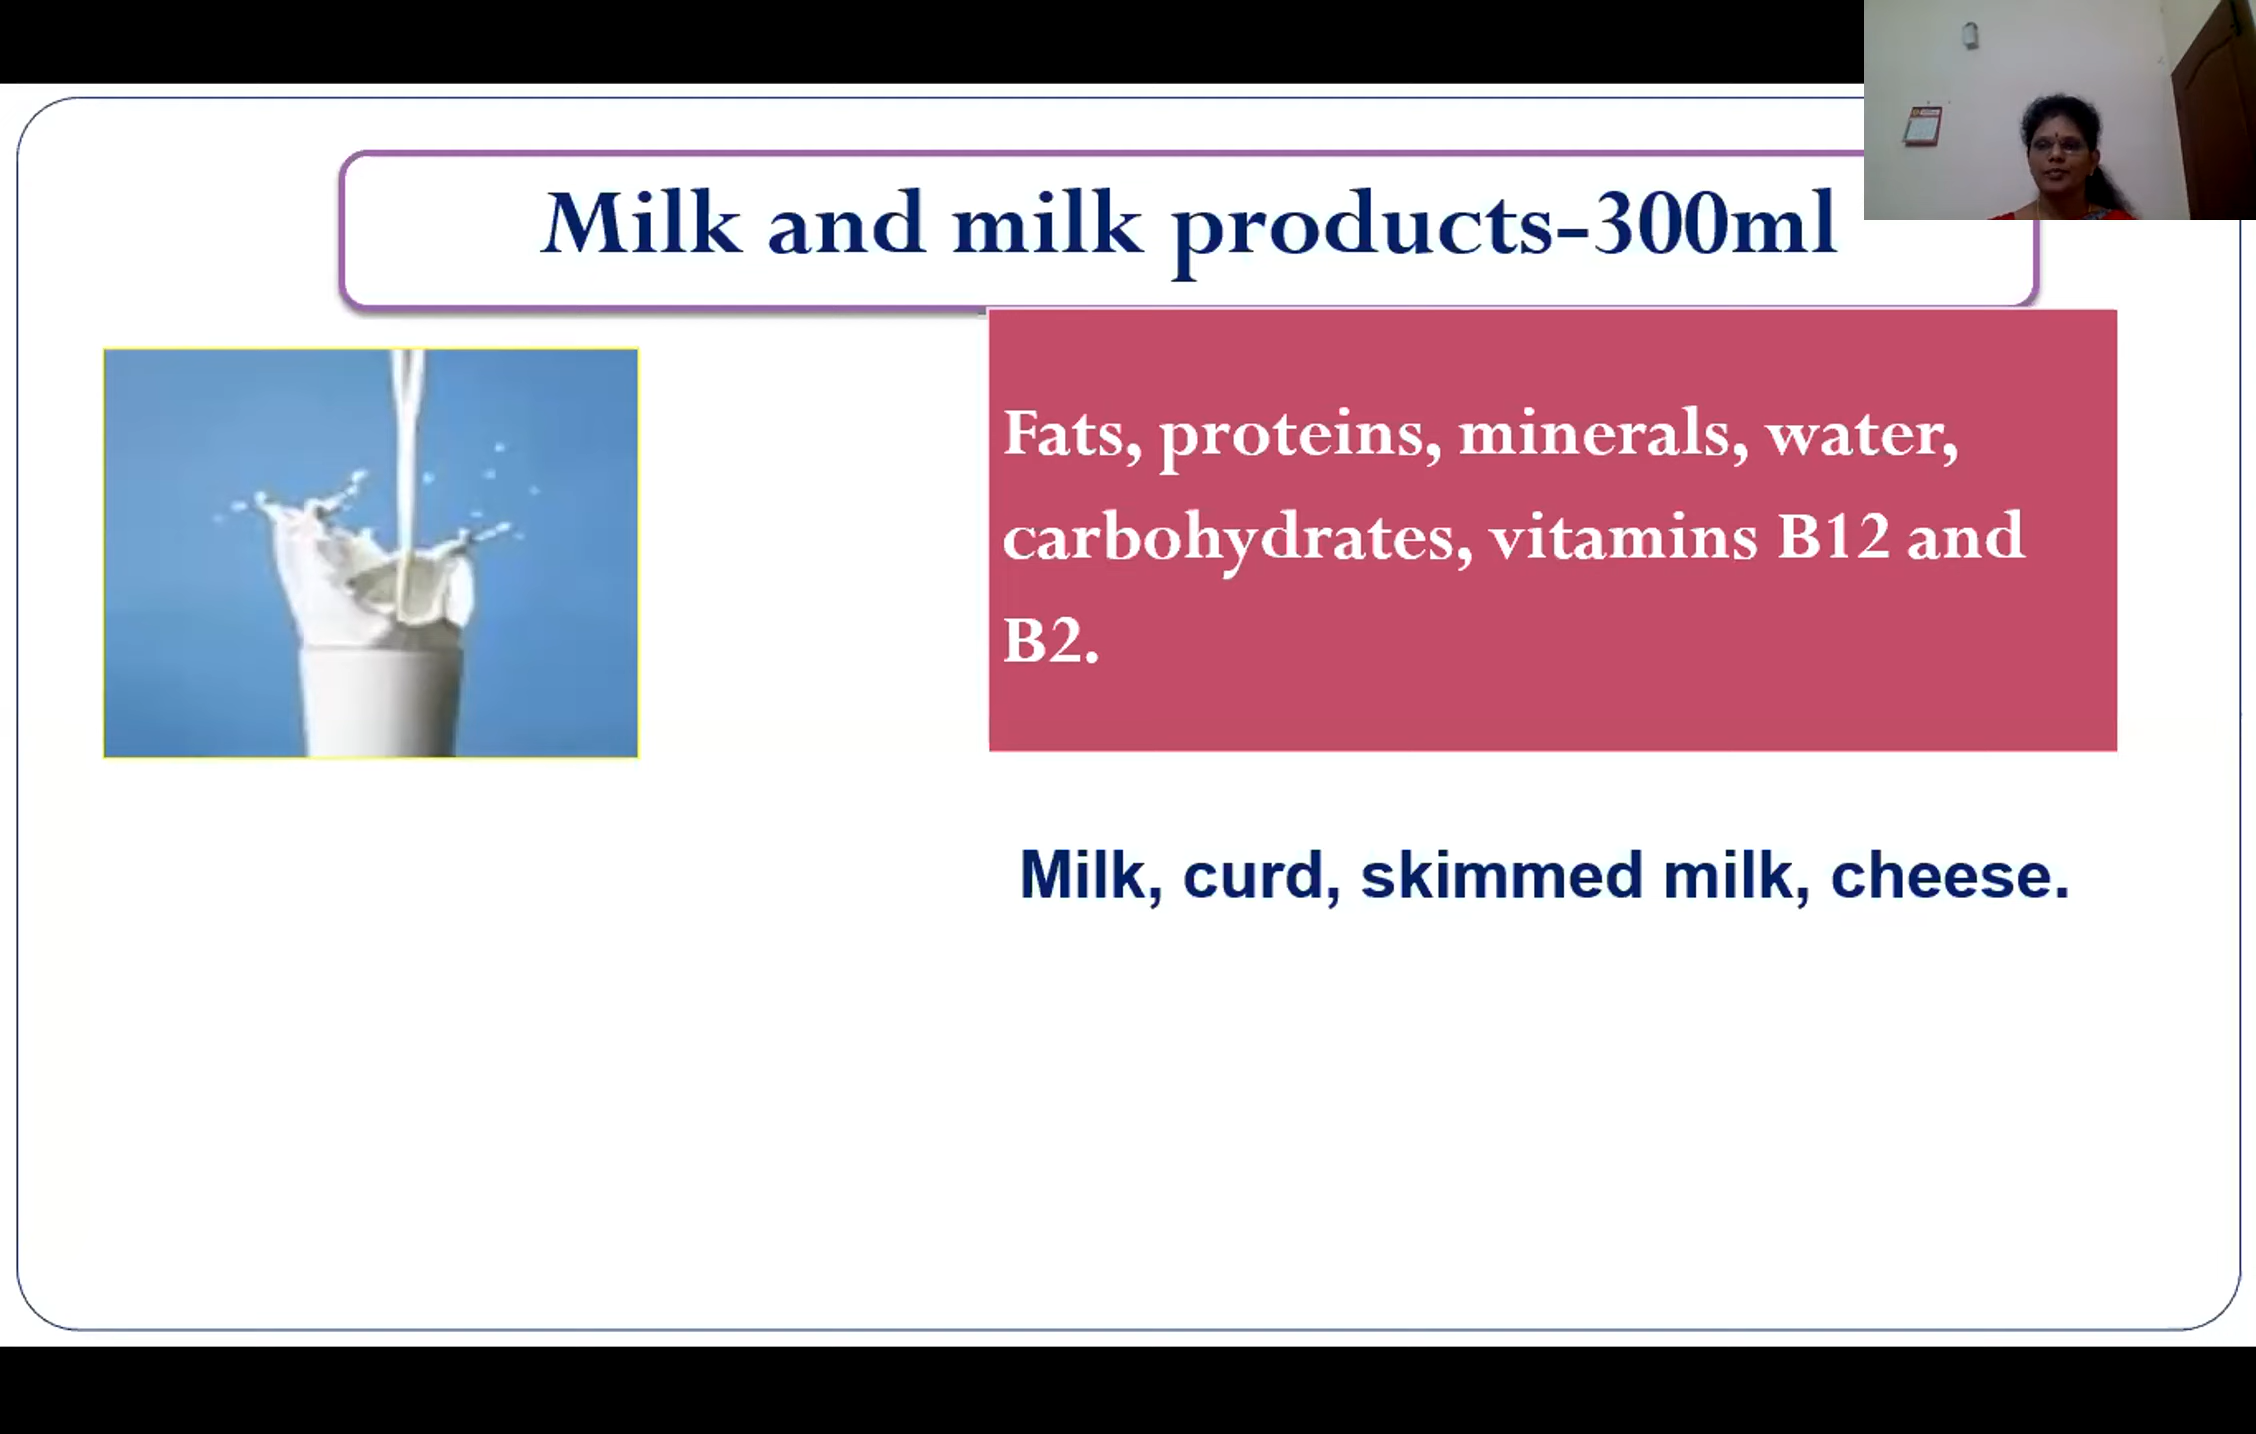 Milk and milk products-300ml
Fats, proteins, minerals, water,
carbohydrates, vitamins B12 and
B2.
Milk, curd, skimmed milk, cheese.